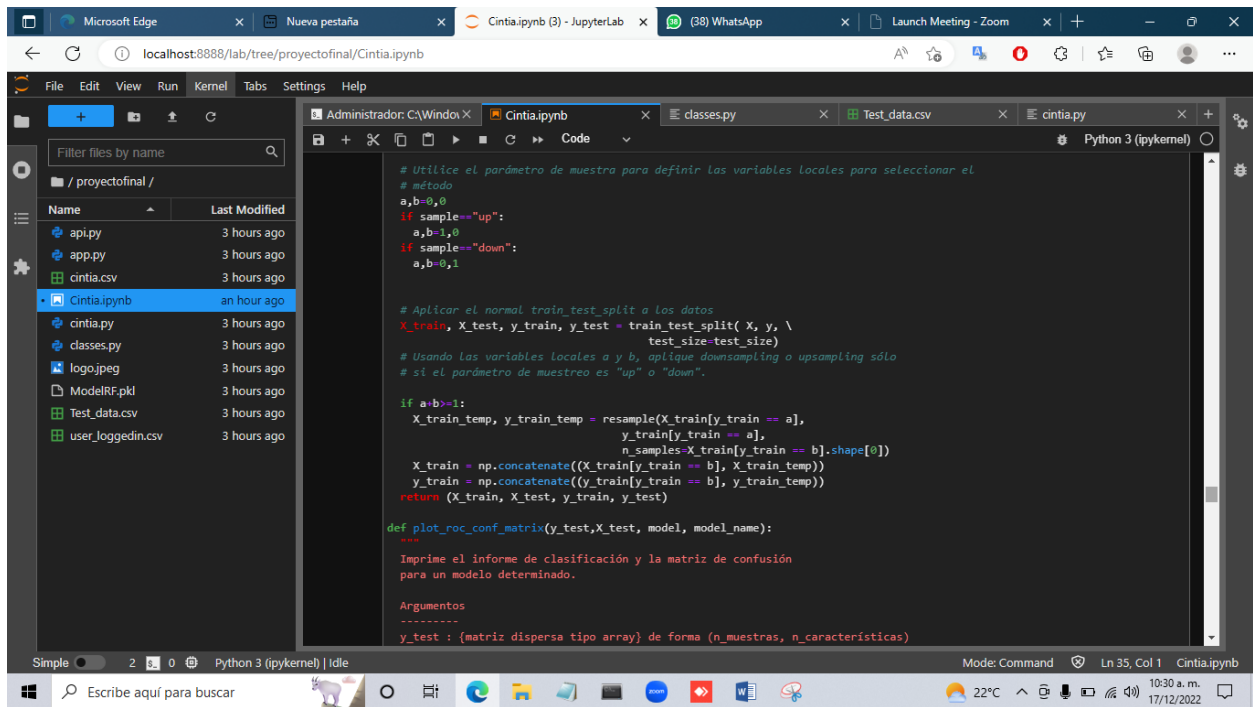 Microsoft Edge
Nueva pestaña
Cintia.ipynb (3) - JupyterLab
(38) WhatsApp
Launch Meeting - Zoom
localhost:8888/lab/tree/proyectofinal/Cintia.ipynb
File Edit View Run Kernel Tabs Settings Help
Filter files by name
/ proyectofinal /
Name Last Modified
api.py 3 hours ago
app.py 3 hours ago
cintia.csv 3 hours ago
Cintia.ipynb an hour ago
cintia.py 3 hours ago
classes.py 3 hours ago
logo.jpeg 3 hours ago
ModelRF.pkl 3 hours ago
Test_data.csv 3 hours ago
user_loggedin.csv 3 hours ago
Administrador: C:\Windov
Cintia.ipynb
classes.py
Test_data.csv
cintia.py
Code
Python 3 (ipykernel)
# Utilice el parámetro de muestra para definir las variables locales para seleccionar el
# método
a,b=0,0
if sample=="up":
a,b=1,0
if sample=="down":
a,b=0,1
# Aplicar el normal train_test_split a los datos
X_train, X_test, y_train, y_test = train_test_split( X, y, \
test_size=test_size)
# Usando las variables locales a y b, aplique downsampling o upsampling sólo
# si el parámetro de muestreo es "up" o "down".
if a+b>=1:
X_train_temp, y_train_temp = resample(X_train[y_train == a],
y_train[y_train == a],
n_samples=X_train[y_train == b].shape[0])
X_train = np.concatenate((X_train[y_train == b], X_train_temp))
y_train = np.concatenate((y_train[y_train == b], y_train_temp))
return (X_train, X_test, y_train, y_test)
def plot_roc_conf_matrix(y_test,X_test, model, model_name):
"""
Imprime el informe de clasificación y la matriz de confusión
para un modelo determinado.
Argumentos
---------
y_test : {matriz dispersa tipo array} de forma (n_muestras, n_características)
Simple 2 0 Python 3 (ipykernel) | Idle
Mode: Command Ln 35, Col 1 Cintia.ipynb
Escribe aquí para buscar
zoom
22°C
10:30 a. m.
17/12/2022